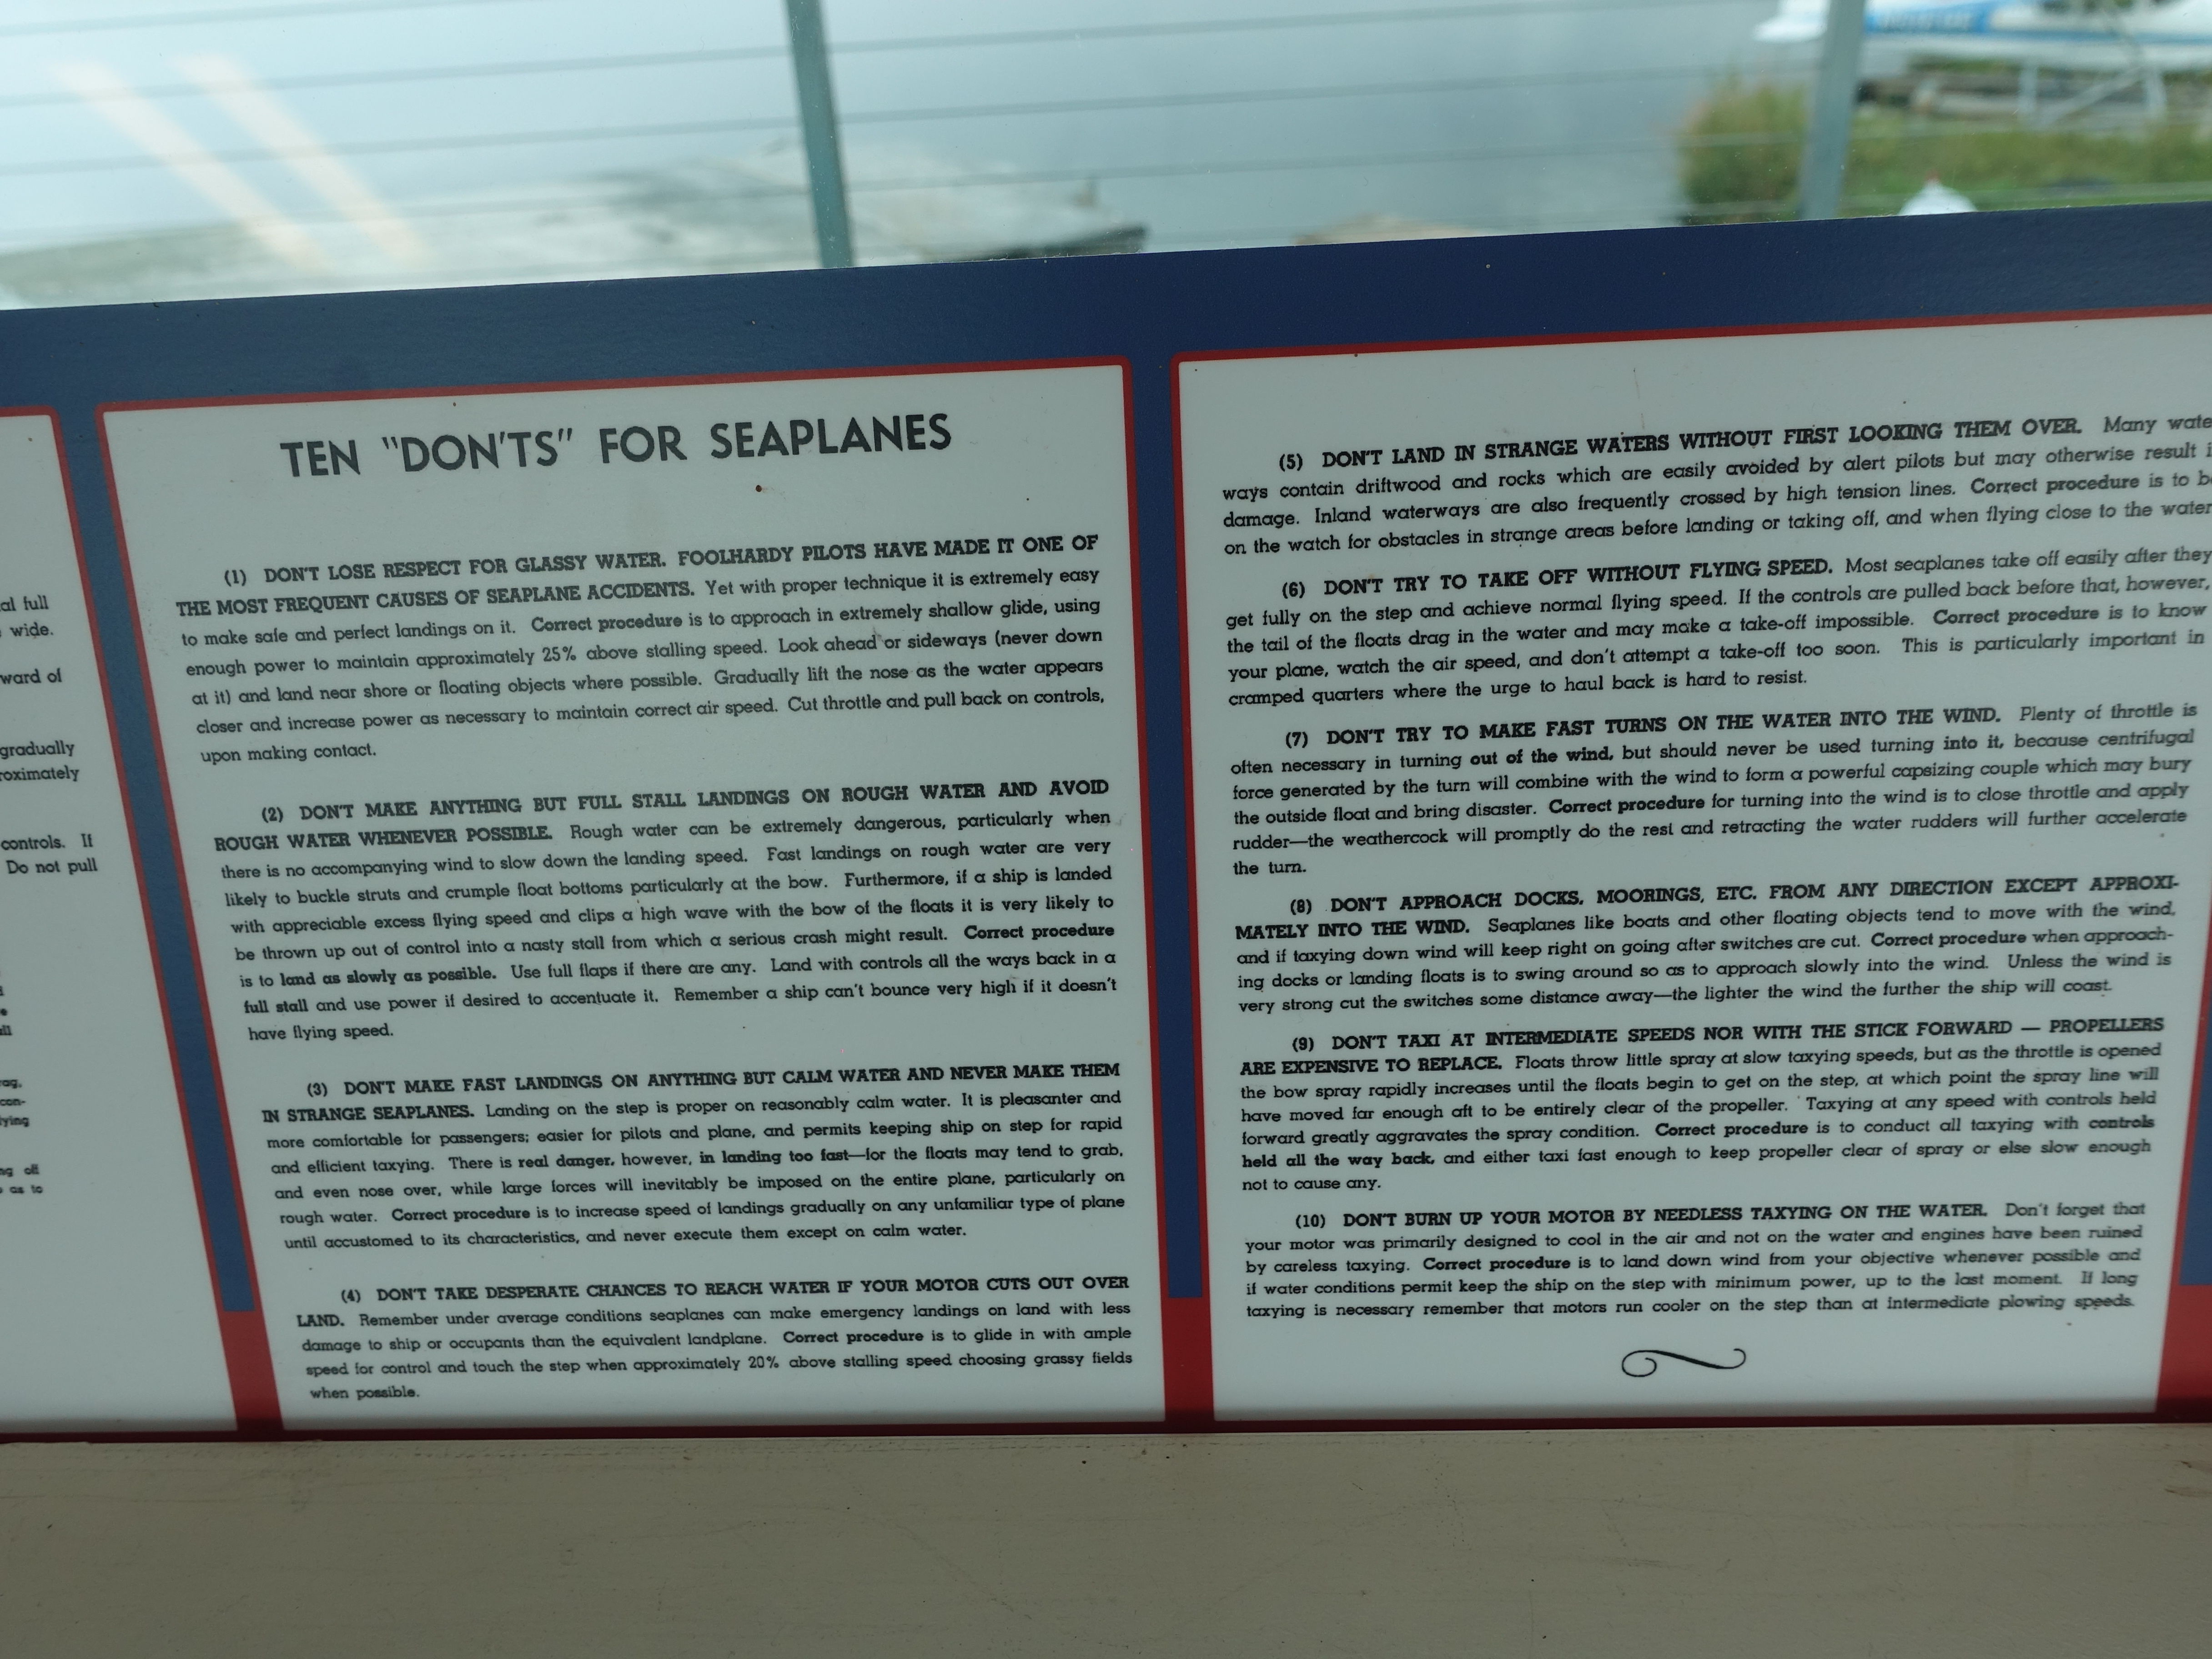 al full
wide.
ward of
gradually
roximately
controls. If
Do not pull
rag.
con-
ying
ng off
as to
TEN "DON'TS" FOR SEAPLANES
(1) DON'T LOSE RESPECT FOR GLASSY WATER. FOOLHARDY PILOTS HAVE MADE IT ONE OF
THE MOST FREQUENT CAUSES OF SEAPLANE ACCIDENTS. Yet with proper technique it is extremely easy
to make safe and perfect landings on it. Correct procedure is to approach in extremely shallow glide, using
enough power to maintain approximately 25% above stalling speed. Look ahead or sideways (never down
at it) and land near shore or floating objects where possible. Gradually lift the nose as the water appears
closer and increase power as necessary to maintain correct air speed. Cut throttle and pull back on controls,
upon making contact.
(2) DON'T MAKE ANYTHING BUT FULL STALL LANDINGS ON ROUGH WATER AND AVOID
ROUGH WATER WHENEVER POSSIBLE. Rough water can be extremely dangerous, particularly when
there is no accompanying wind to slow down the landing speed. Fast landings on rough water are very
likely to buckle struts and crumple float bottoms particularly at the bow. Furthermore, if a ship is landed
with appreciable excess flying speed and clips a high wave with the bow of the floats it is very likely to
be thrown up out of control into a nasty stall from which a serious crash might result. Correct procedure
is to land as slowly as possible. Use full flaps if there are any. Land with controls all the ways back in a
full stall and use power if desired to accentuate it. Remember a ship can't bounce very high if it doesn't
have flying speed.
(3) DON'T MAKE FAST LANDINGS ON ANYTHING BUT CALM WATER AND NEVER MAKE THEM
IN STRANGE SEAPLANES. Landing on the step is proper on reasonably calm water. It is pleasanter and
more comfortable for passengers; easier for pilots and plane, and permits keeping ship on step for rapid
and efficient taxying. There is real danger, however, in landing too fast—for the floats may tend to grab,
and even nose over, while large forces will inevitably be imposed on the entire plane, particularly on
rough water. Correct procedure is to increase speed of landings gradually on any unfamiliar type of plane
until accustomed to its characteristics, and never execute them except on calm water.
(4) DON'T TAKE DESPERATE CHANCES TO REACH WATER IF YOUR MOTOR CUTS OUT OVER
LAND. Remember under average conditions seaplanes can make emergency landings on land with less
damage to ship or occupants than the equivalent landplane. Correct procedure is to glide in with ample
speed for control and touch the step when approximately 20% above stalling speed choosing grassy fields
when possible.
(5) DON'T LAND IN STRANGE WATERS WITHOUT FIRST LOOKING THEM OVER. Many wate
ways contain driftwood and rocks which are easily avoided by alert pilots but may otherwise result i
damage. Inland waterways are also frequently crossed by high tension lines. Correct procedure is to b
on the watch for obstacles in strange areas before landing or taking off, and when flying close to the water
(6) DON'T TRY TO TAKE OFF WITHOUT FLYING SPEED. Most seaplanes take off easily after they
get fully on the step and achieve normal flying speed. If the controls are pulled back before that, however,
the tail of the floats drag in the water and may make a take-off impossible. Correct procedure is to know
your plane, watch the air speed, and don't attempt a take-off too soon. This is particularly important in
cramped quarters where the urge to haul back is hard to resist.
(7) DON'T TRY TO MAKE FAST TURNS ON THE WATER INTO THE WIND. Plenty of throttle is
often necessary in turning out of the wind, but should never be used turning into it, because centrifugal
force generated by the turn will combine with the wind to form a powerful capsizing couple which may bury
the outside float and bring disaster. Correct procedure for turning into the wind is to close throttle and apply
rudder—the weathercock will promptly do the rest and retracting the water rudders will further accelerate
the turn.
(8) DON'T APPROACH DOCKS, MOORINGS, ETC. FROM ANY DIRECTION EXCEPT APPROXI-
MATELY INTO THE WIND. Seaplanes like boats and other floating objects tend to move with the wind,
and if taxying down wind will keep right on going after switches are cut. Correct procedure when approach-
ing docks or landing floats is to swing around so as to approach slowly into the wind. Unless the wind is
very strong cut the switches some distance away—the lighter the wind the further the ship will coast.
(9) DON'T TAXI AT INTERMEDIATE SPEEDS NOR WITH THE STICK FORWARD — PROPELLERS
ARE EXPENSIVE TO REPLACE. Floats throw little spray at slow taxying speeds, but as the throttle is opened
the bow spray rapidly increases until the floats begin to get on the step, at which point the spray line will
have moved far enough aft to be entirely clear of the propeller. Taxying at any speed with controls held
forward greatly aggravates the spray condition. Correct procedure is to conduct all taxying with controls
held all the way back, and either taxi fast enough to keep propeller clear of spray or else slow enough
not to cause any.
(10) DON'T BURN UP YOUR MOTOR BY NEEDLESS TAXYING ON THE WATER. Don't forget that
your motor was primarily designed to cool in the air and not on the water and engines have been ruined
by careless taxying. Correct procedure is to land down wind from your objective whenever possible and
if water conditions permit keep the ship on the step with minimum power, up to the last moment. If long
taxying is necessary remember that motors run cooler on the step than at intermediate plowing speeds.